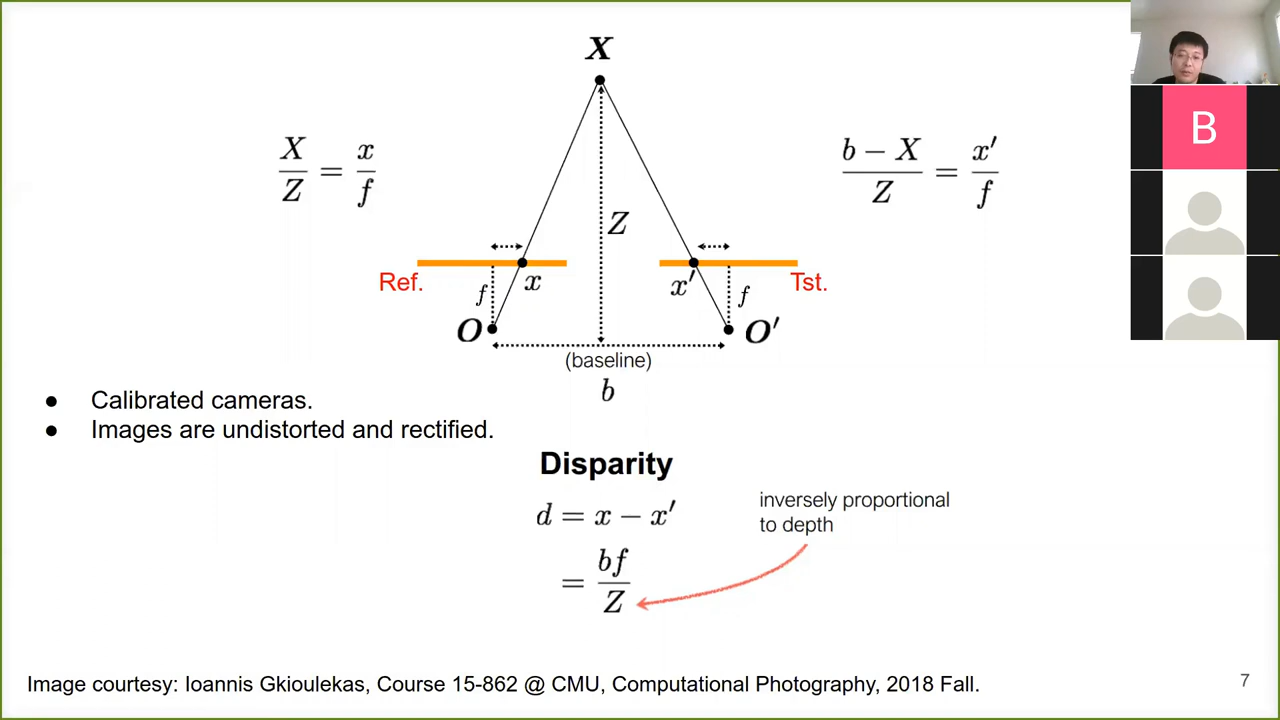 X
X/Z = x/f
b − X/Z = x′/f
Z
Ref.
x
x′
Tst.
f
f
O
O′
(baseline)
b
● Calibrated cameras.
● Images are undistorted and rectified.
Disparity
d = x − x′
= bf/Z
inversely proportional
to depth
Image courtesy: Ioannis Gkioulekas, Course 15-862 @ CMU, Computational Photography, 2018 Fall.
7
B